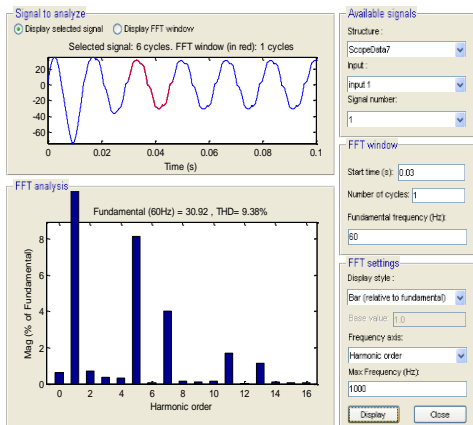 Signal to analyze
Display selected signal Display FFT window
Selected signal: 6 cycles. FFT window (in red): 1 cycles
20
0
-20
-40
-60
0 0.02 0.04 0.06 0.08 0.1
Time (s)
FFT analysis
Fundamental (60Hz) = 30.92 , THD= 9.38%
Mag (% of Fundamental)
8
6
4
2
0
0 2 4 6 8 10 12 14 16
Harmonic order
Available signals
Structure :
ScopeData7
Input :
input 1
Signal number:
1
FFT window
Start time (s): 0.03
Number of cycles: 1
Fundamental frequency (Hz):
60
FFT settings
Display style :
Bar (relative to fundamental)
Base value: 1.0
Frequency axis:
Harmonic order
Max Frequency (Hz):
1000
Display Close